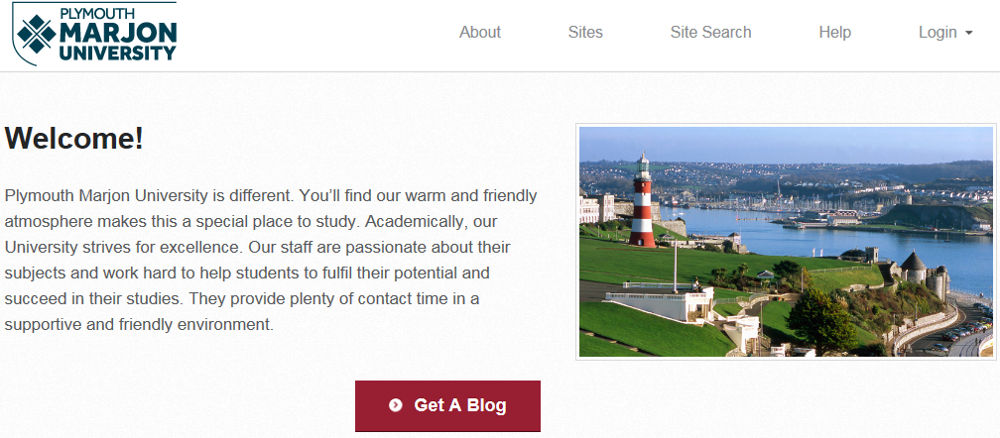 PLYMOUTH
MARJON
UNIVERSITY
About
Sites
Site Search
Help
Login
Welcome!
Plymouth Marjon University is different. You’ll find our warm and friendly
atmosphere makes this a special place to study. Academically, our
University strives for excellence. Our staff are passionate about their
subjects and work hard to help students to fulfil their potential and
succeed in their studies. They provide plenty of contact time in a
supportive and friendly environment.
Get A Blog